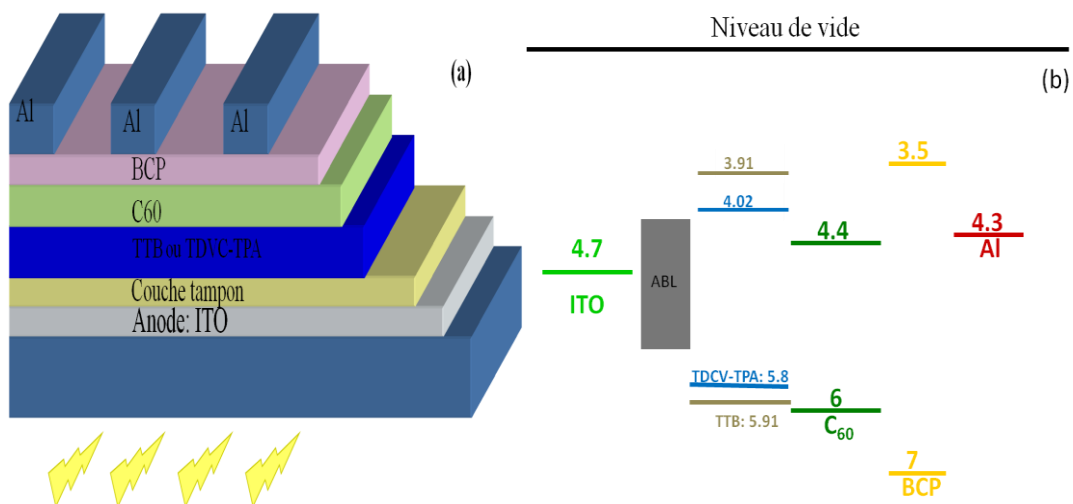 (a)
Al
Al
Al
BCP
C60
TTB ou TDVC-TPA
Couche tampon
Anode: ITO
Niveau de vide
(b)
3.91
4.02
4.7
ITO
ABL
TDCV-TPA: 5.8
TTB: 5.91
4.4
6
C60
3.5
7
BCP
4.3
Al